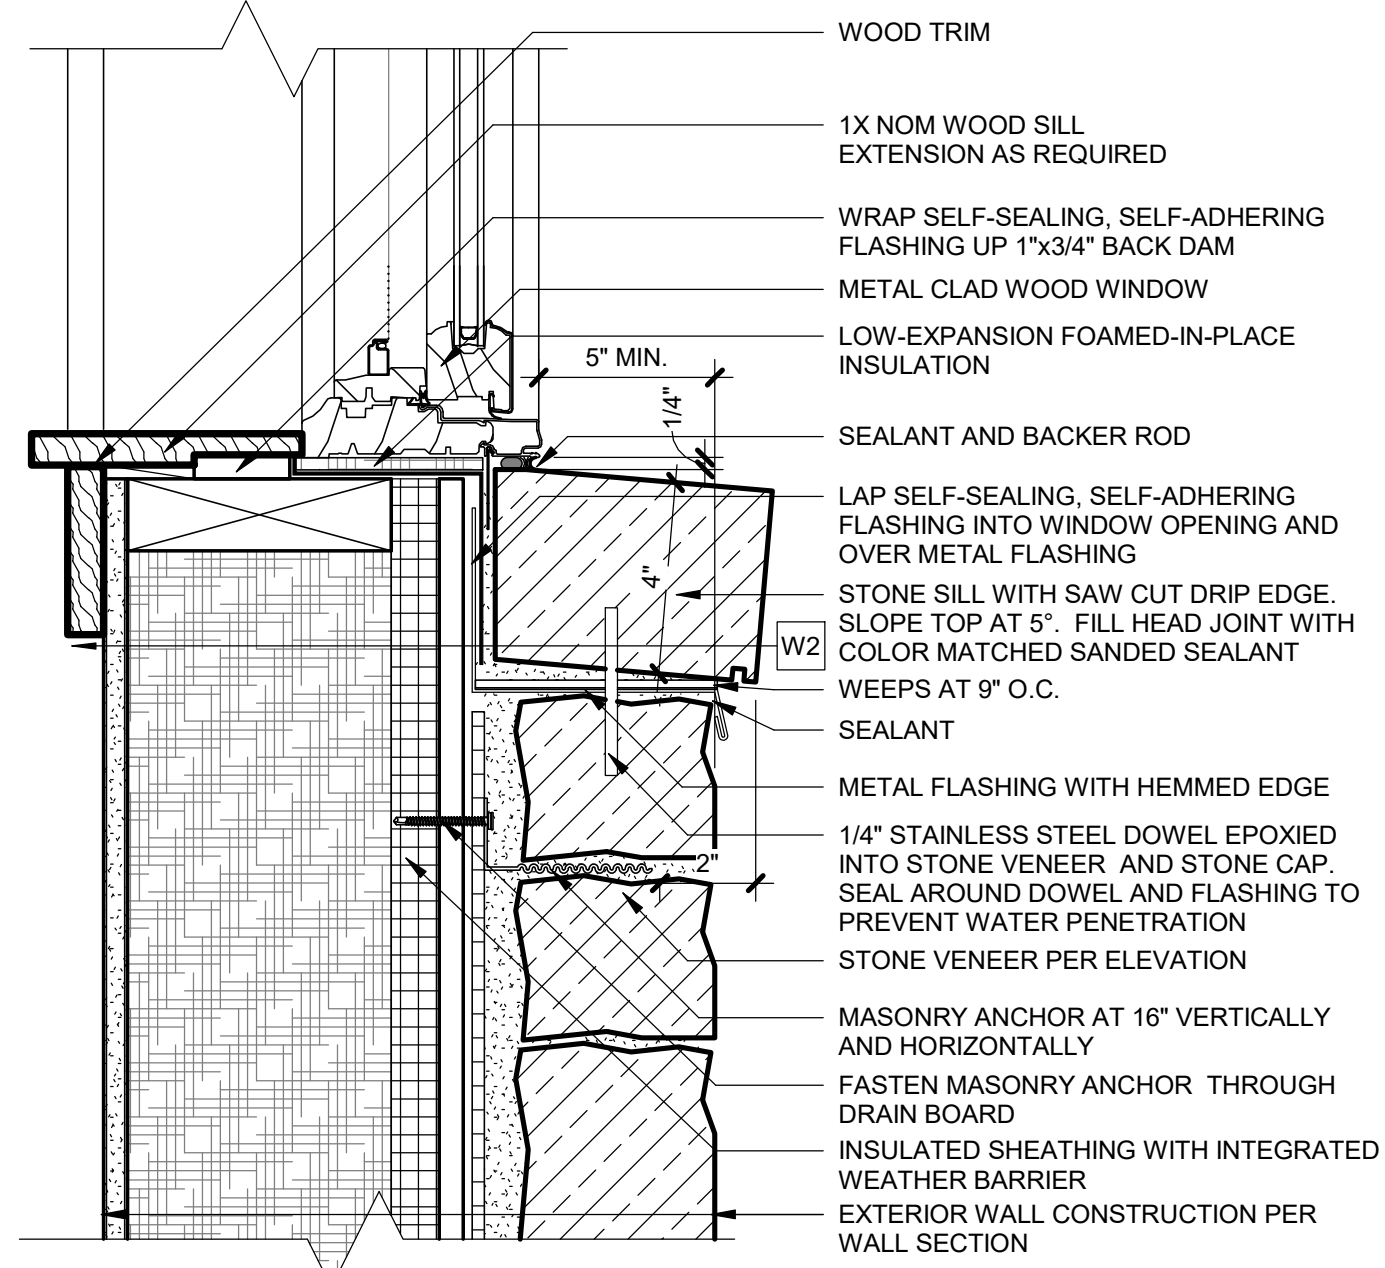 WOOD TRIM
1X NOM WOOD SILL
EXTENSION AS REQUIRED
WRAP SELF-SEALING, SELF-ADHERING
FLASHING UP 1"x3/4" BACK DAM
METAL CLAD WOOD WINDOW
LOW-EXPANSION FOAMED-IN-PLACE
INSULATION
5" MIN.
1/4"
SEALANT AND BACKER ROD
LAP SELF-SEALING, SELF-ADHERING
FLASHING INTO WINDOW OPENING AND
OVER METAL FLASHING
4"
STONE SILL WITH SAW CUT DRIP EDGE.
SLOPE TOP AT 5°. FILL HEAD JOINT WITH
COLOR MATCHED SANDED SEALANT
W2
WEEPS AT 9" O.C.
SEALANT
METAL FLASHING WITH HEMMED EDGE
1/4" STAINLESS STEEL DOWEL EPOXIED
INTO STONE VENEER AND STONE CAP.
SEAL AROUND DOWEL AND FLASHING TO
PREVENT WATER PENETRATION
2"
STONE VENEER PER ELEVATION
MASONRY ANCHOR AT 16" VERTICALLY
AND HORIZONTALLY
FASTEN MASONRY ANCHOR THROUGH
DRAIN BOARD
INSULATED SHEATHING WITH INTEGRATED
WEATHER BARRIER
EXTERIOR WALL CONSTRUCTION PER
WALL SECTION